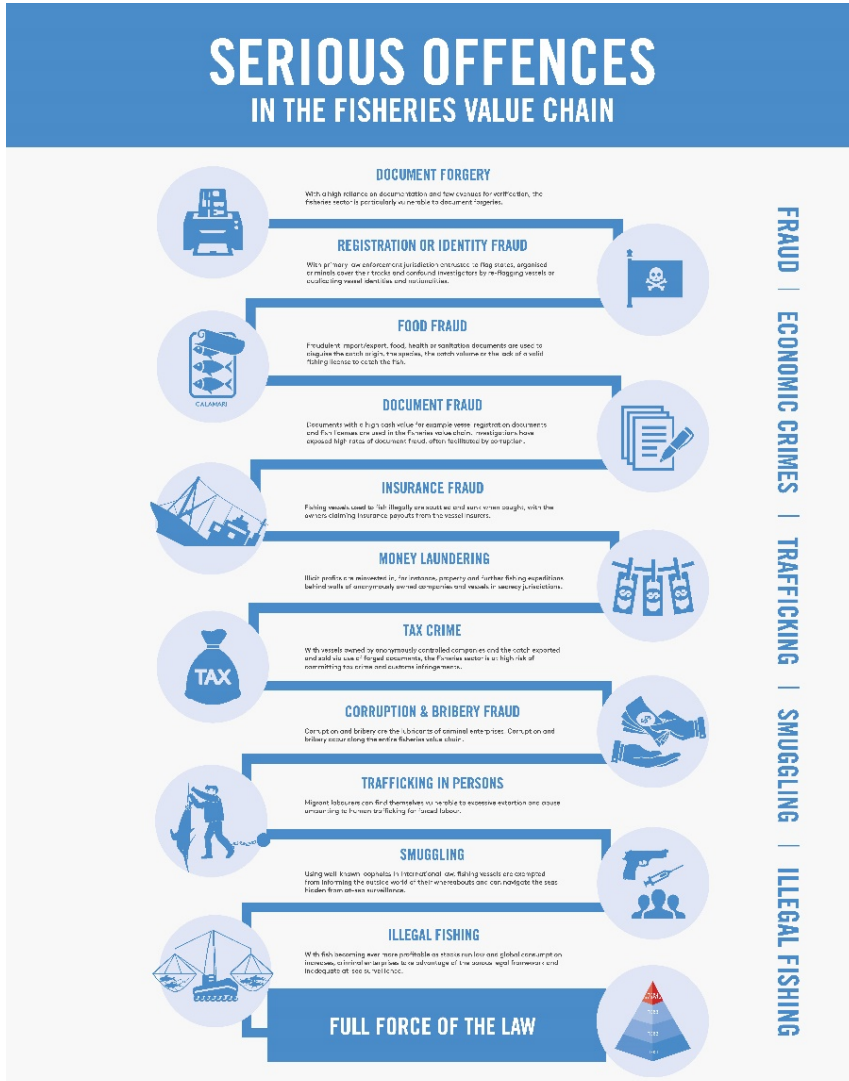 SERIOUS OFFENCES
IN THE FISHERIES VALUE CHAIN
DOCUMENT FORGERY
With a high reliance on documentation and few avenues for verification, the
fisheries sector is particularly vulnerable to document forgeries.
REGISTRATION OR IDENTITY FRAUD
With primary law enforcement jurisdiction entrusted to flag states, organised
criminals cover their tracks and confound investigators by re-flagging vessels or
duplicating vessel identities and nationalities.
FOOD FRAUD
Fraudulent import/export, food, health or sanitation documents are used to
disguise the catch origin, the species, the catch volume or the lack of a valid
fishing license to catch the fish.
CALAMARI
DOCUMENT FRAUD
Documents with a high cash value for example vessel registration documents
and fish licenses are used in the fisheries value chain. Investigations have
exposed high rates of document fraud, often facilitated by corruption.
INSURANCE FRAUD
Fishing vessels used to fish illegally are scuttled and sunk when caught, with the
owners claiming insurance payouts from the vessel insurers.
MONEY LAUNDERING
Illicit profits are reinvested in, for instance, property and further fishing expeditions
behind walls of anonymously owned companies and vessels in secrecy jurisdictions.
TAX CRIME
With vessels owned by anonymously controlled companies and the catch exported
and sold via use of forged documents, the fisheries sector is at high risk of
committing tax crime and customs infringements.
TAX
CORRUPTION & BRIBERY FRAUD
Corruption and bribery are the lubricants of criminal enterprises. Corruption and
bribery occur along the entire fisheries value chain.
TRAFFICKING IN PERSONS
Migrant labourers can find themselves vulnerable to excessive extortion and abuse
amounting to human trafficking for forced labour.
SMUGGLING
Using well known loopholes in international law, fishing vessels are exempted
from informing the outside world of their whereabouts and can navigate the seas
hidden from at-sea surveillance.
ILLEGAL FISHING
With fish becoming ever more profitable as stocks run low and global consumption
increases, criminal enterprises take advantage of the porous legal framework and
inadequate at-sea surveillance.
FULL FORCE OF THE LAW
FRAUD | ECONOMIC CRIMES | TRAFFICKING | SMUGGLING | ILLEGAL FISHING